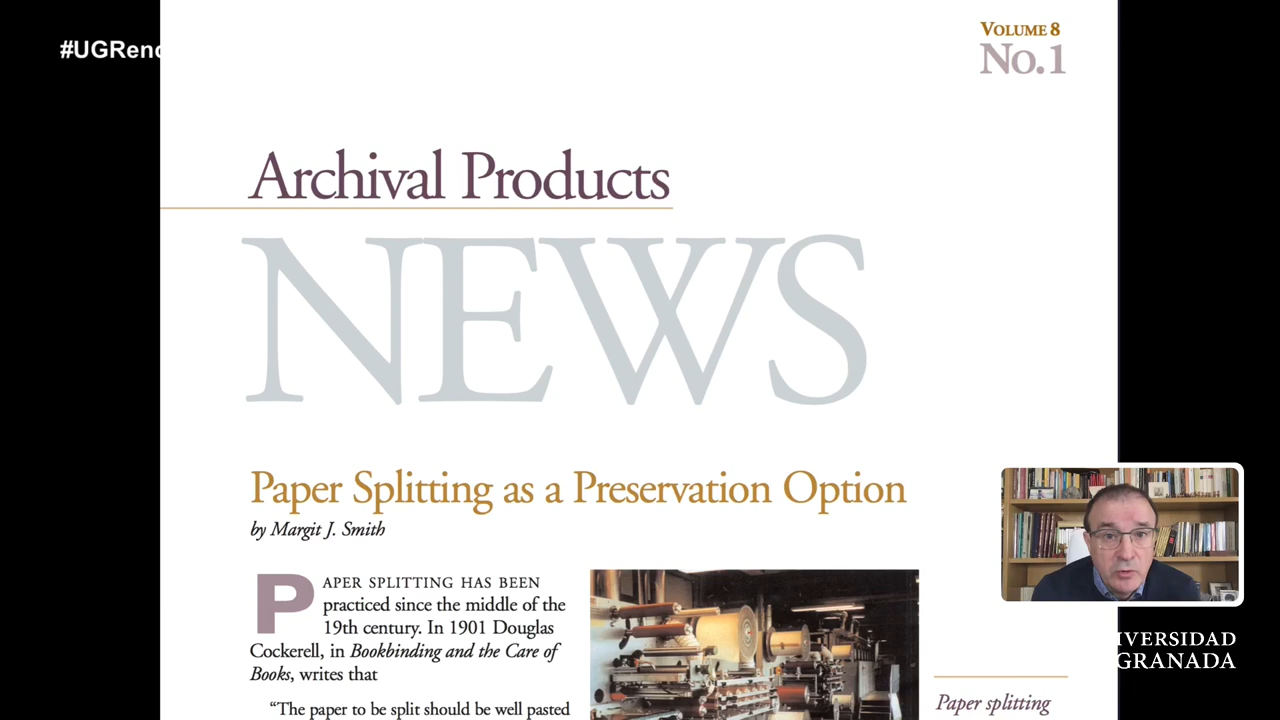 #UGReno
VOLUME 8
No.1
Archival Products
NEWS
Paper Splitting as a Preservation Option
by Margit J. Smith
PAPER SPLITTING HAS BEEN
practiced since the middle of the
19th century. In 1901 Douglas
Cockerell, in Bookbinding and the Care of
Books, writes that
“The paper to be split should be well pasted
Paper splitting
IVERSIDAD
GRANADA